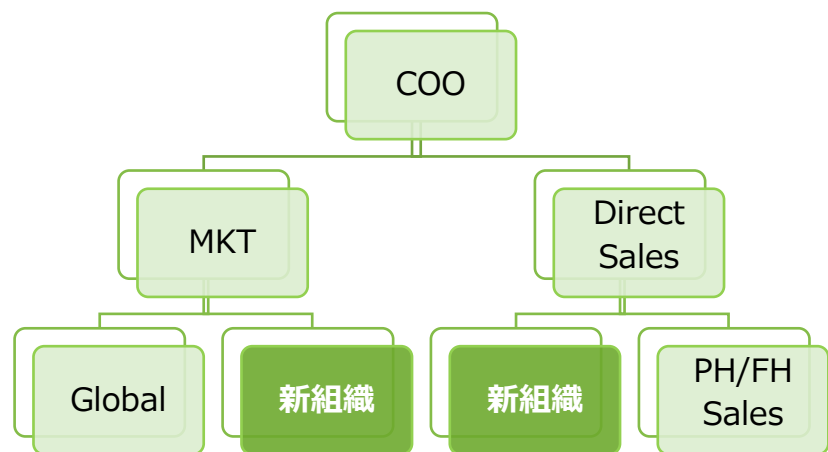 COO
MKT
Direct
Sales
Global
新組織
新組織
PH/FH
Sales